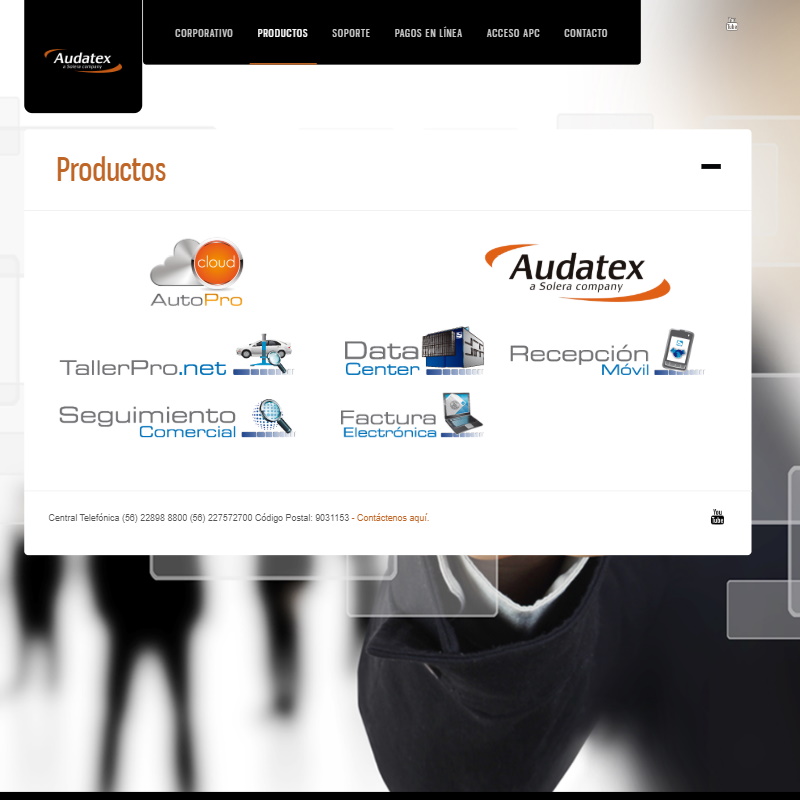 Audatex
a Solera company
CORPORATIVO PRODUCTOS SOPORTE PAGOS EN LÍNEA ACCESO APC CONTACTO
You
Tube
Productos
cloud
AutoPro
Audatex
a Solera company
TallerPro.net
Data
Center
Recepción
Móvil
Seguimiento
Comercial
Factura
Electrónica
Central Telefónica (56) 22898 8800 (56) 227572700 Código Postal: 9031153 - Contáctenos aquí.
You
Tube